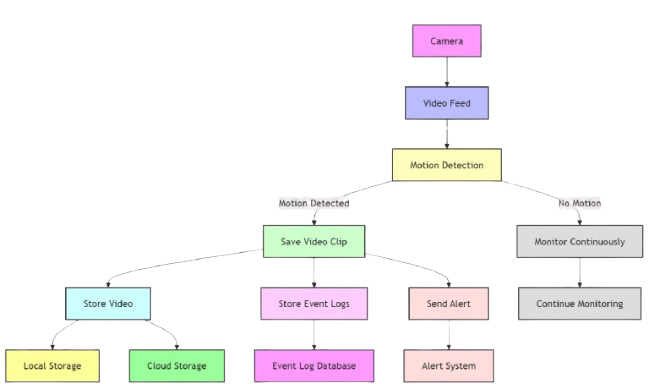 Camera
Video Feed
Motion Detection
Motion Detected
No Motion
Save Video Clip
Monitor Continuously
Store Video
Store Event Logs
Send Alert
Continue Monitoring
Local Storage
Cloud Storage
Event Log Database
Alert System